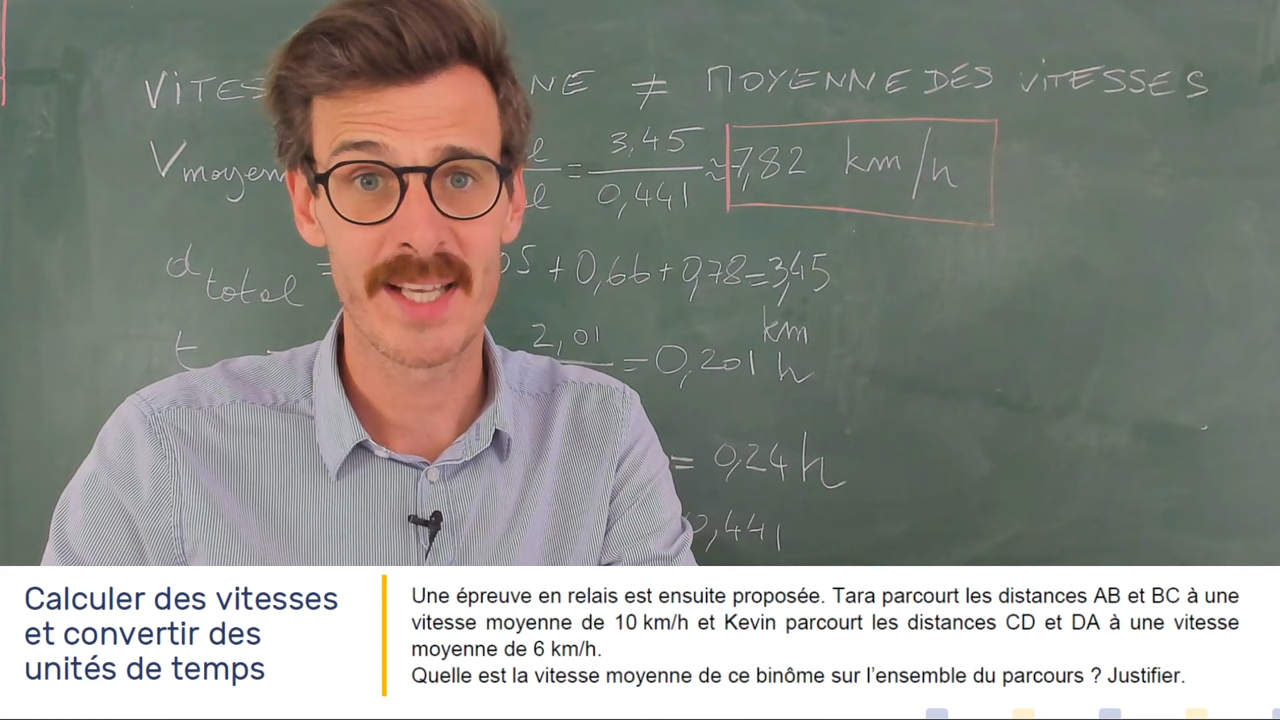 NE ≠ MOYENNE DES VITESSES
= 3,45 / 0,441 ≈ 7,82 km/h
d total = + 0,66 + 0,78 = 3,45
km
t 2,01 = 0,201 h
= 0,24 h
0,441
Calculer des vitesses
et convertir des
unités de temps
Une épreuve en relais est ensuite proposée. Tara parcourt les distances AB et BC à une
vitesse moyenne de 10 km/h et Kevin parcourt les distances CD et DA à une vitesse
moyenne de 6 km/h.
Quelle est la vitesse moyenne de ce binôme sur l'ensemble du parcours ? Justifier.